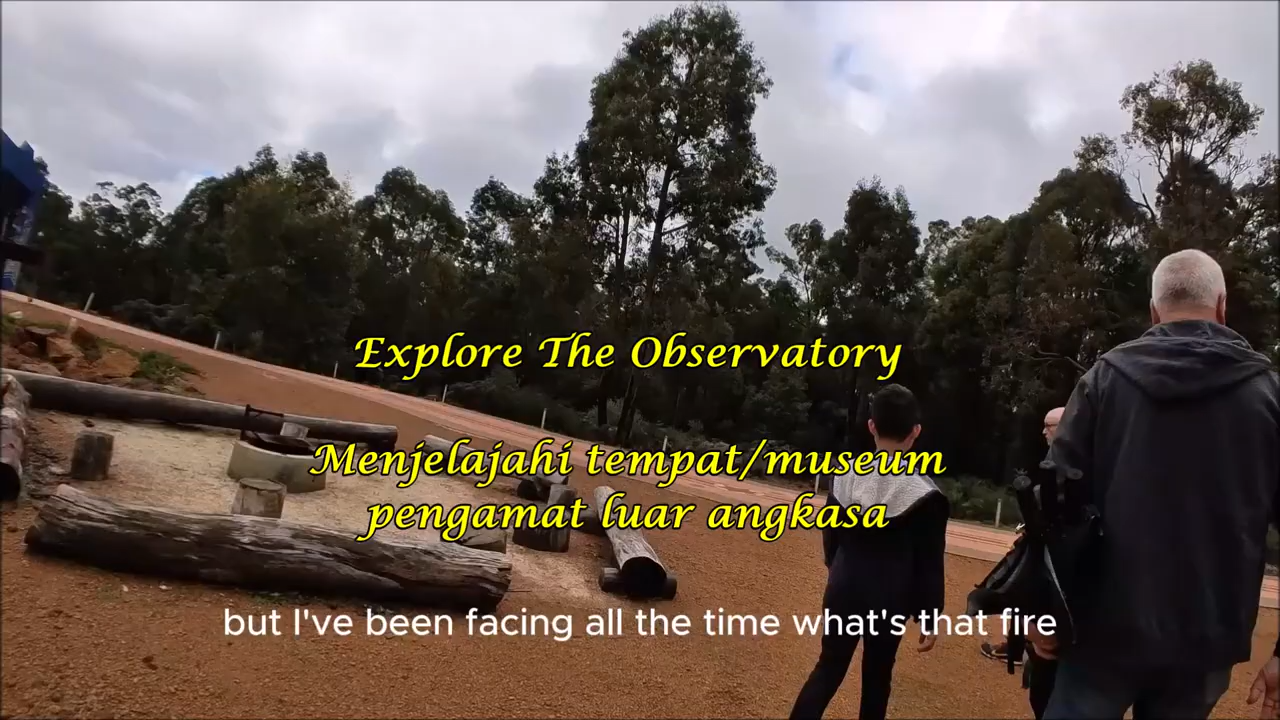 Explore The Observatory
Menjelajahi tempat/museum
pengamat luar angkasa
but I've been facing all the time what's that fire